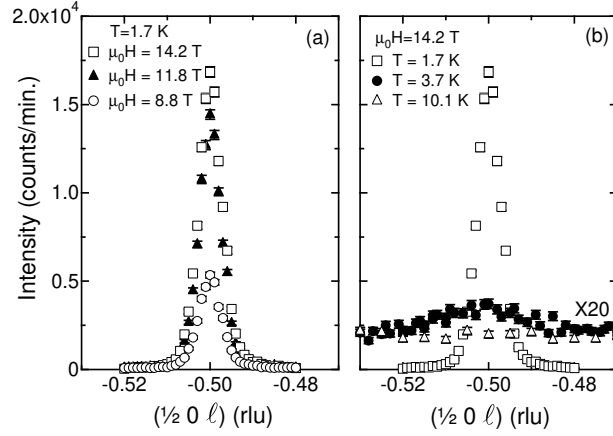 2.0x10⁴
T=1.7 K
(a)
□ μ₀H = 14.2 T
▲ μ₀H = 11.8 T
○ μ₀H = 8.8 T
μ₀H=14.2 T
(b)
□ T = 1.7 K
● T = 3.7 K
△ T = 10.1 K
1.5
1.0
0.5
0.0
Intensity (counts/min.)
X20
-0.52 -0.50 -0.48
-0.52 -0.50 -0.48
(½ 0 ℓ) (rlu)
(½ 0 ℓ) (rlu)